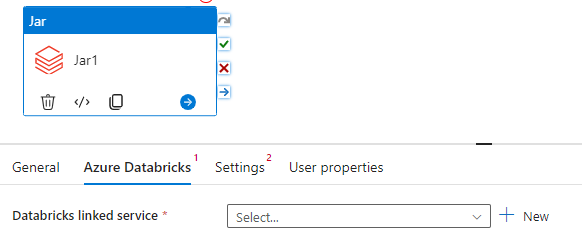 Jar
Jar1
General Azure Databricks 1 Settings 2 User properties
Databricks linked service * Select... New